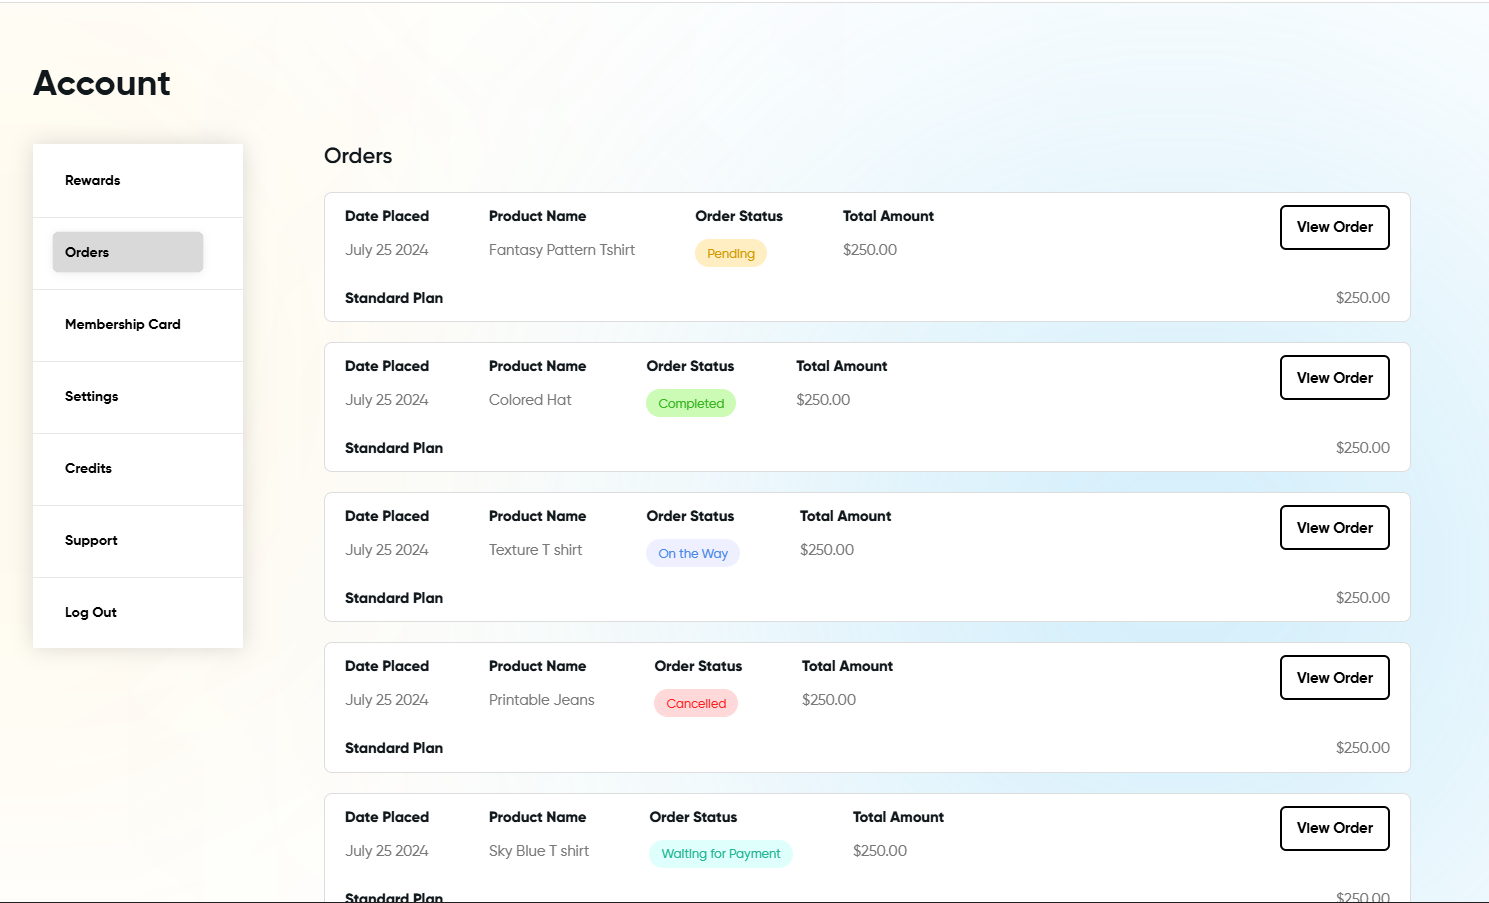 Account
Rewards
Orders
Membership Card
Settings
Credits
Support
Log Out
Orders
Date Placed Product Name Order Status Total Amount View Order
July 25 2024 Fantasy Pattern Tshirt Pending $250.00
Standard Plan $250.00
Date Placed Product Name Order Status Total Amount View Order
July 25 2024 Colored Hat Completed $250.00
Standard Plan $250.00
Date Placed Product Name Order Status Total Amount View Order
July 25 2024 Texture T shirt On the Way $250.00
Standard Plan $250.00
Date Placed Product Name Order Status Total Amount View Order
July 25 2024 Printable Jeans Cancelled $250.00
Standard Plan $250.00
Date Placed Product Name Order Status Total Amount View Order
July 25 2024 Sky Blue T shirt Waiting for Payment $250.00
Standard Plan $250.00